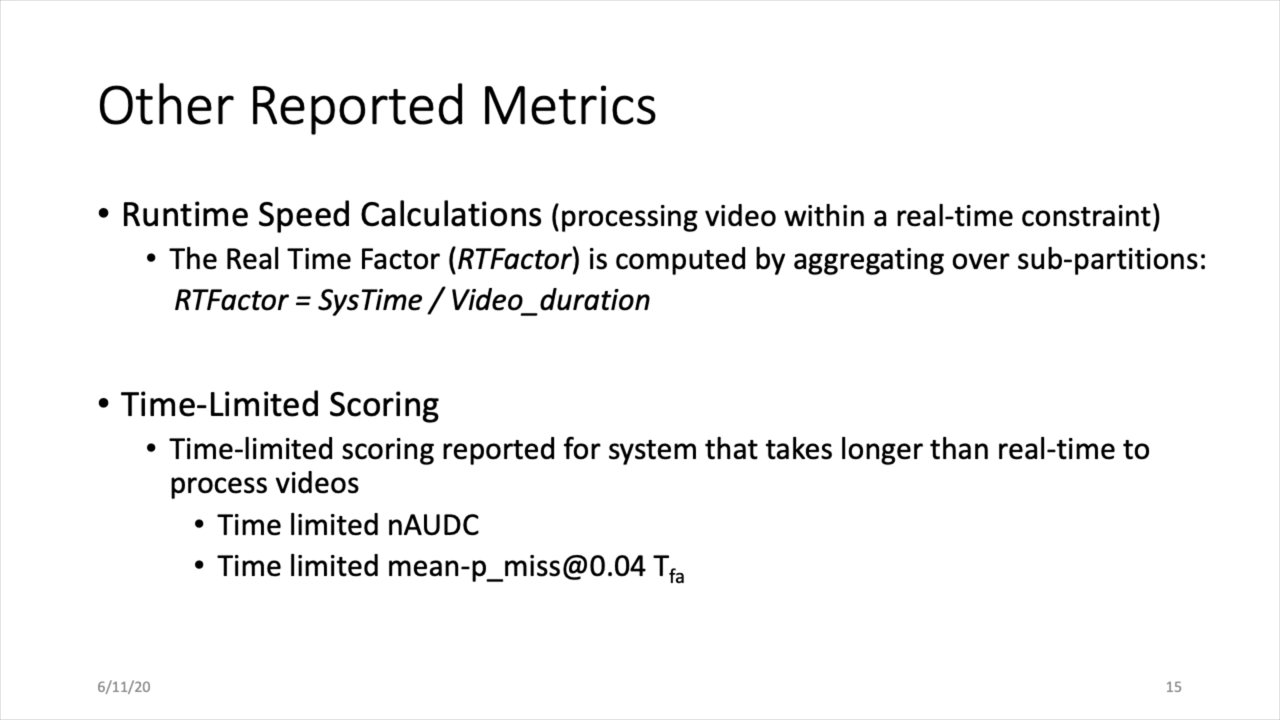 Other Reported Metrics
• Runtime Speed Calculations (processing video within a real-time constraint)
• The Real Time Factor (RTFactor) is computed by aggregating over sub-partitions:
RTFactor = SysTime / Video_duration
• Time-Limited Scoring
• Time-limited scoring reported for system that takes longer than real-time to
process videos
• Time limited nAUDC
• Time limited mean-p_miss@0.04 Tfa
6/11/20
15